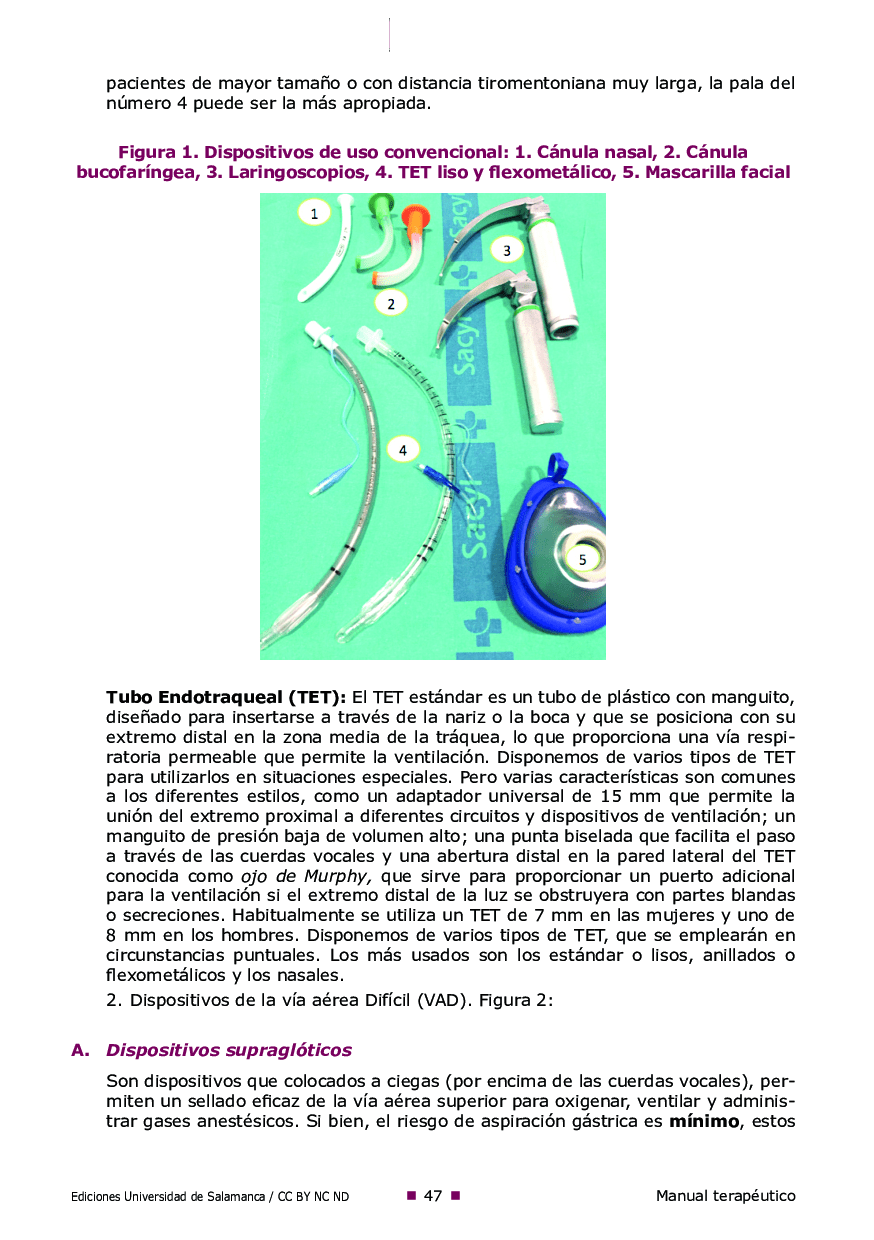 pacientes de mayor tamaño o con distancia tiromentoniana muy larga, la pala del
número 4 puede ser la más apropiada.
Figura 1. Dispositivos de uso convencional: 1. Cánula nasal, 2. Cánula
bucofaríngea, 3. Laringoscopios, 4. TET liso y flexometálico, 5. Mascarilla facial
1
2
3
4
5
Sacyl
Sacyl
Sacyl
Tubo Endotraqueal (TET): El TET estándar es un tubo de plástico con manguito,
diseñado para insertarse a través de la nariz o la boca y que se posiciona con su
extremo distal en la zona media de la tráquea, lo que proporciona una vía respi-
ratoria permeable que permite la ventilación. Disponemos de varios tipos de TET
para utilizarlos en situaciones especiales. Pero varias características son comunes
a los diferentes estilos, como un adaptador universal de 15 mm que permite la
unión del extremo proximal a diferentes circuitos y dispositivos de ventilación; un
manguito de presión baja de volumen alto; una punta biselada que facilita el paso
a través de las cuerdas vocales y una abertura distal en la pared lateral del TET
conocida como ojo de Murphy, que sirve para proporcionar un puerto adicional
para la ventilación si el extremo distal de la luz se obstruyera con partes blandas
o secreciones. Habitualmente se utiliza un TET de 7 mm en las mujeres y uno de
8 mm en los hombres. Disponemos de varios tipos de TET, que se emplearán en
circunstancias puntuales. Los más usados son los estándar o lisos, anillados o
flexometálicos y los nasales.
2. Dispositivos de la vía aérea Difícil (VAD). Figura 2:
A. Dispositivos supraglóticos
Son dispositivos que colocados a ciegas (por encima de las cuerdas vocales), per-
miten un sellado eficaz de la vía aérea superior para oxigenar, ventilar y adminis-
trar gases anestésicos. Si bien, el riesgo de aspiración gástrica es mínimo, estos
Ediciones Universidad de Salamanca / CC BY NC ND
47
Manual terapéutico